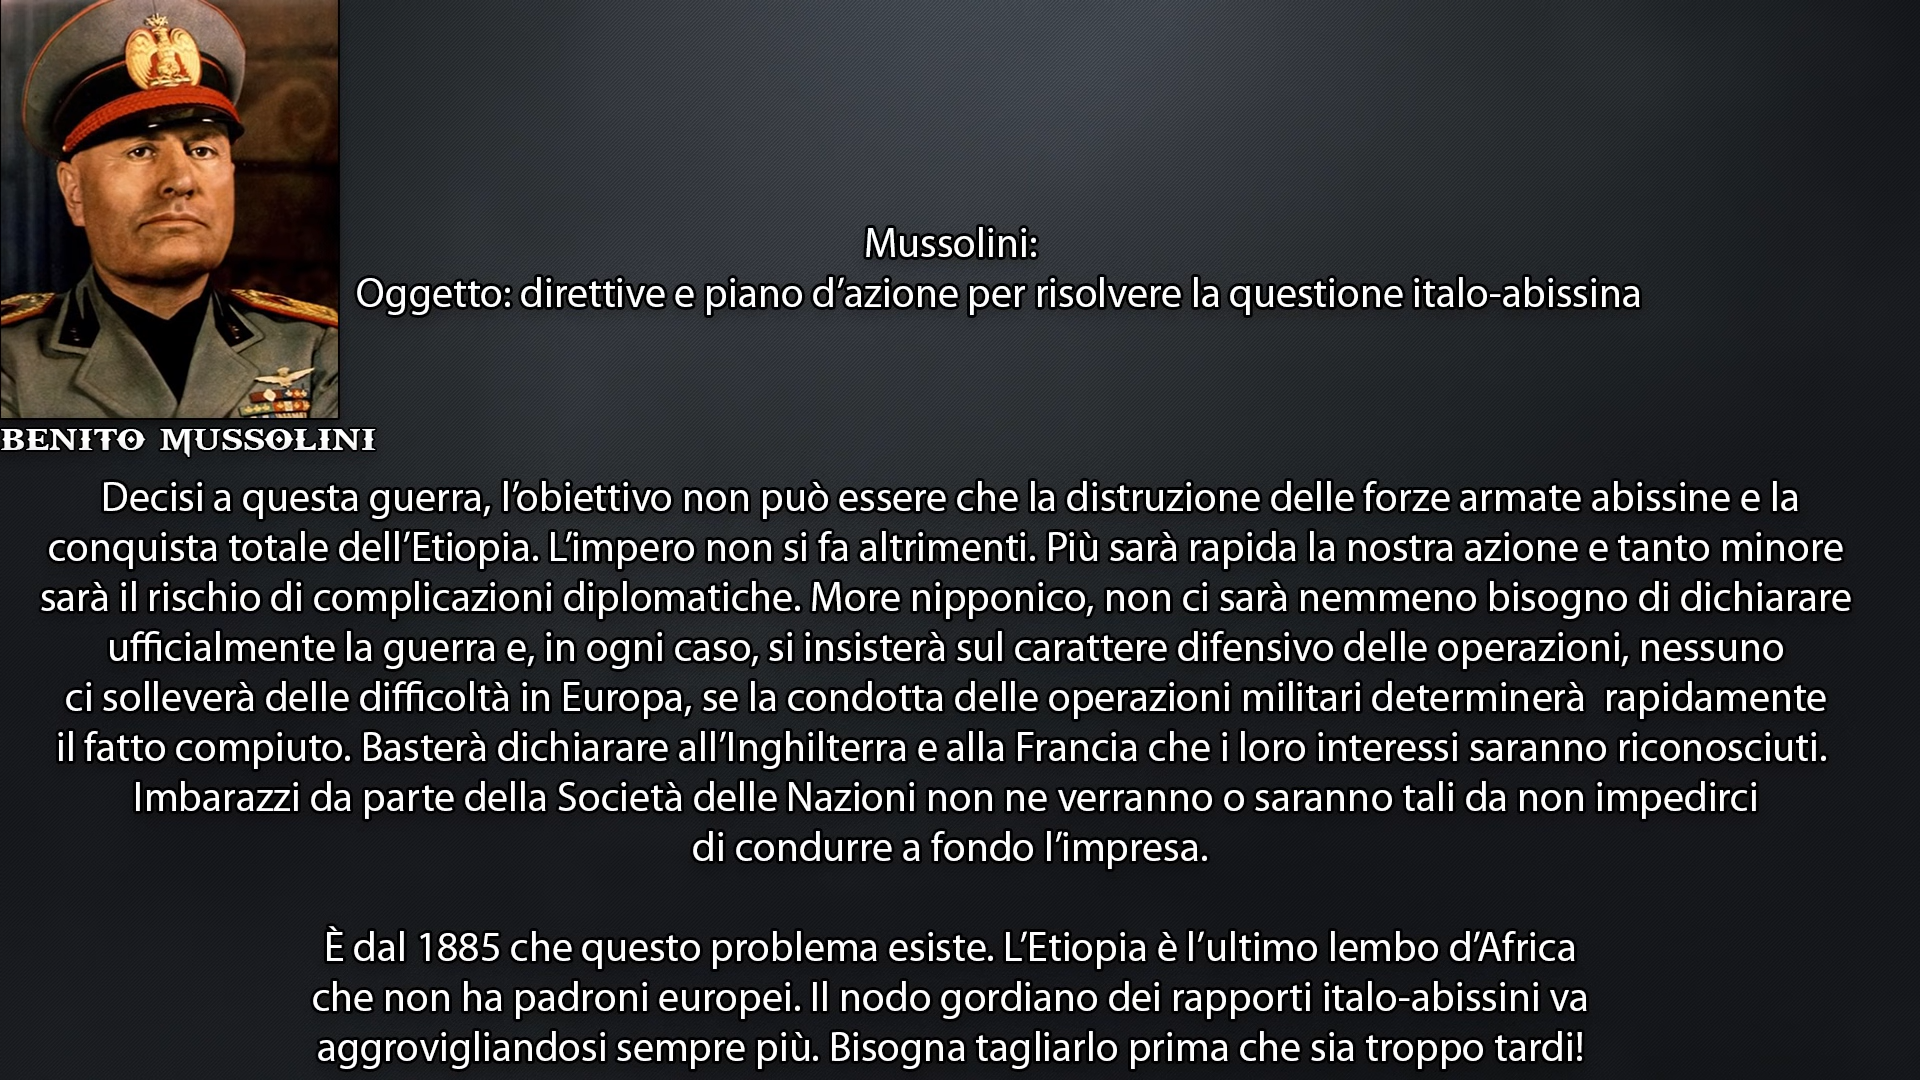 Mussolini:
Oggetto: direttive e piano d’azione per risolvere la questione italo-abissina
BENITO MUSSOLINI
Decisi a questa guerra, l’obiettivo non può essere che la distruzione delle forze armate abissine e la
conquista totale dell’Etiopia. L’impero non si fa altrimenti. Più sarà rapida la nostra azione e tanto minore
sarà il rischio di complicazioni diplomatiche. More nipponico, non ci sarà nemmeno bisogno di dichiarare
ufficialmente la guerra e, in ogni caso, si insisterà sul carattere difensivo delle operazioni, nessuno
ci solleverà delle difficoltà in Europa, se la condotta delle operazioni militari determinerà  rapidamente
il fatto compiuto. Basterà dichiarare all’Inghilterra e alla Francia che i loro interessi saranno riconosciuti.
Imbarazzi da parte della Società delle Nazioni non ne verranno o saranno tali da non impedirci
di condurre a fondo l’impresa.
È dal 1885 che questo problema esiste. L’Etiopia è l’ultimo lembo d’Africa
che non ha padroni europei. Il nodo gordiano dei rapporti italo-abissini va
aggrovigliandosi sempre più. Bisogna tagliarlo prima che sia troppo tardi!